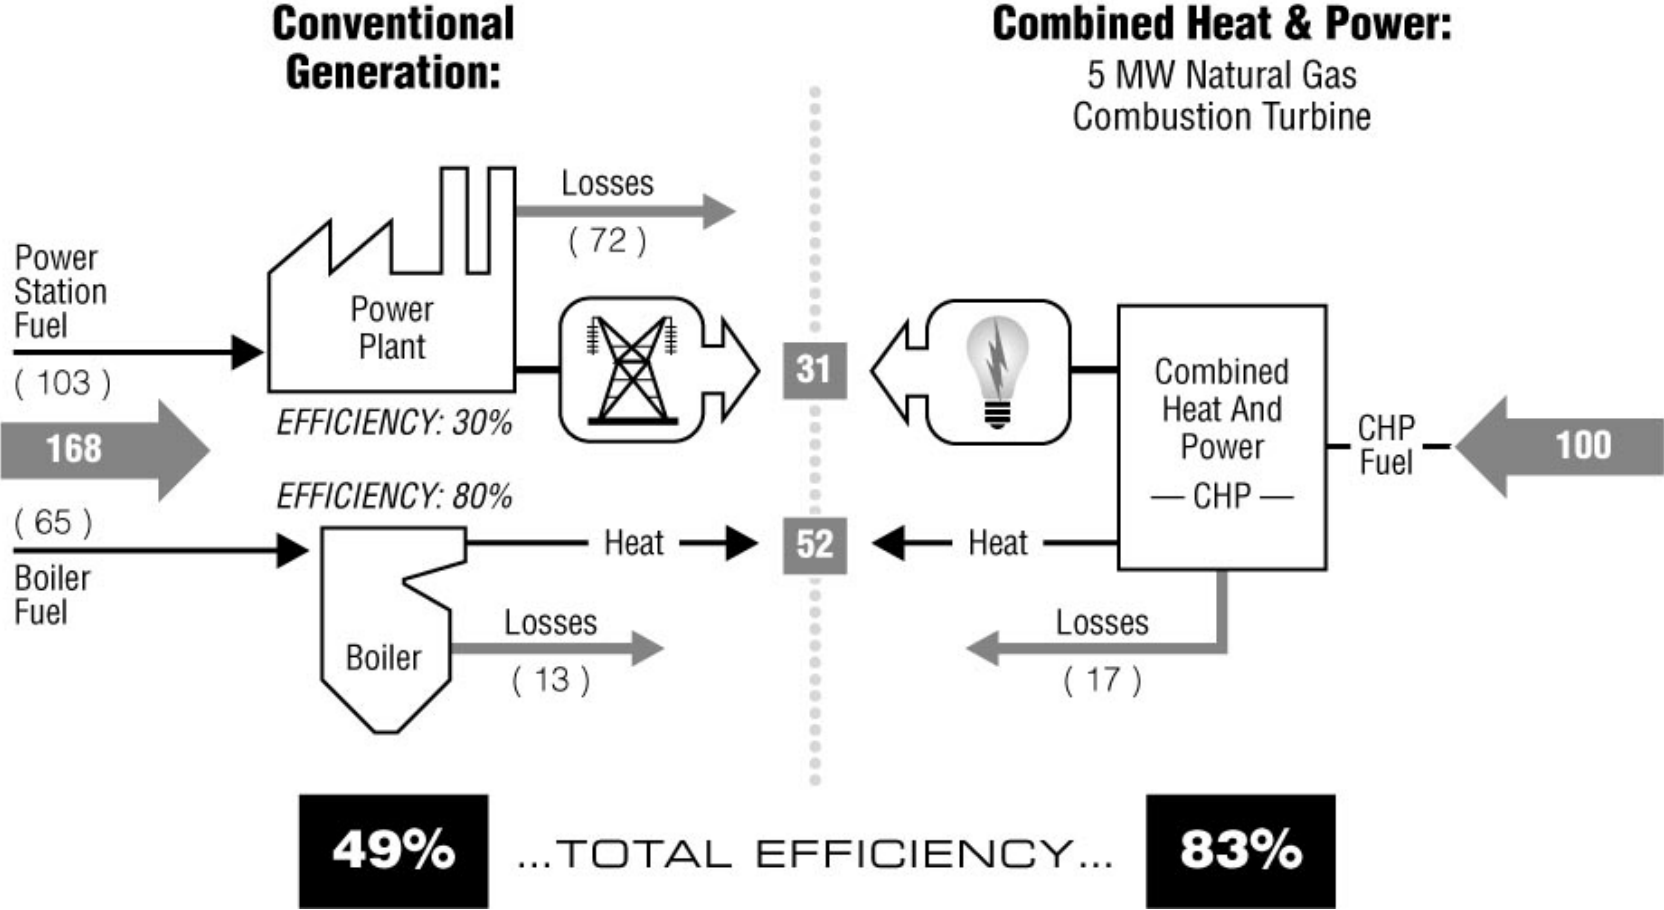 Conventional
Generation:
Combined Heat & Power:
5 MW Natural Gas
Combustion Turbine
Losses
( 72 )
Power
Station
Fuel
( 103 )
Power
Plant
EFFICIENCY: 30%
168
31
Combined
Heat And
Power
— CHP —
CHP
Fuel
100
EFFICIENCY: 80%
( 65 )
Boiler
Fuel
Heat
52
Heat
Boiler
Losses
( 13 )
Losses
( 17 )
49%
...TOTAL EFFICIENCY...
83%